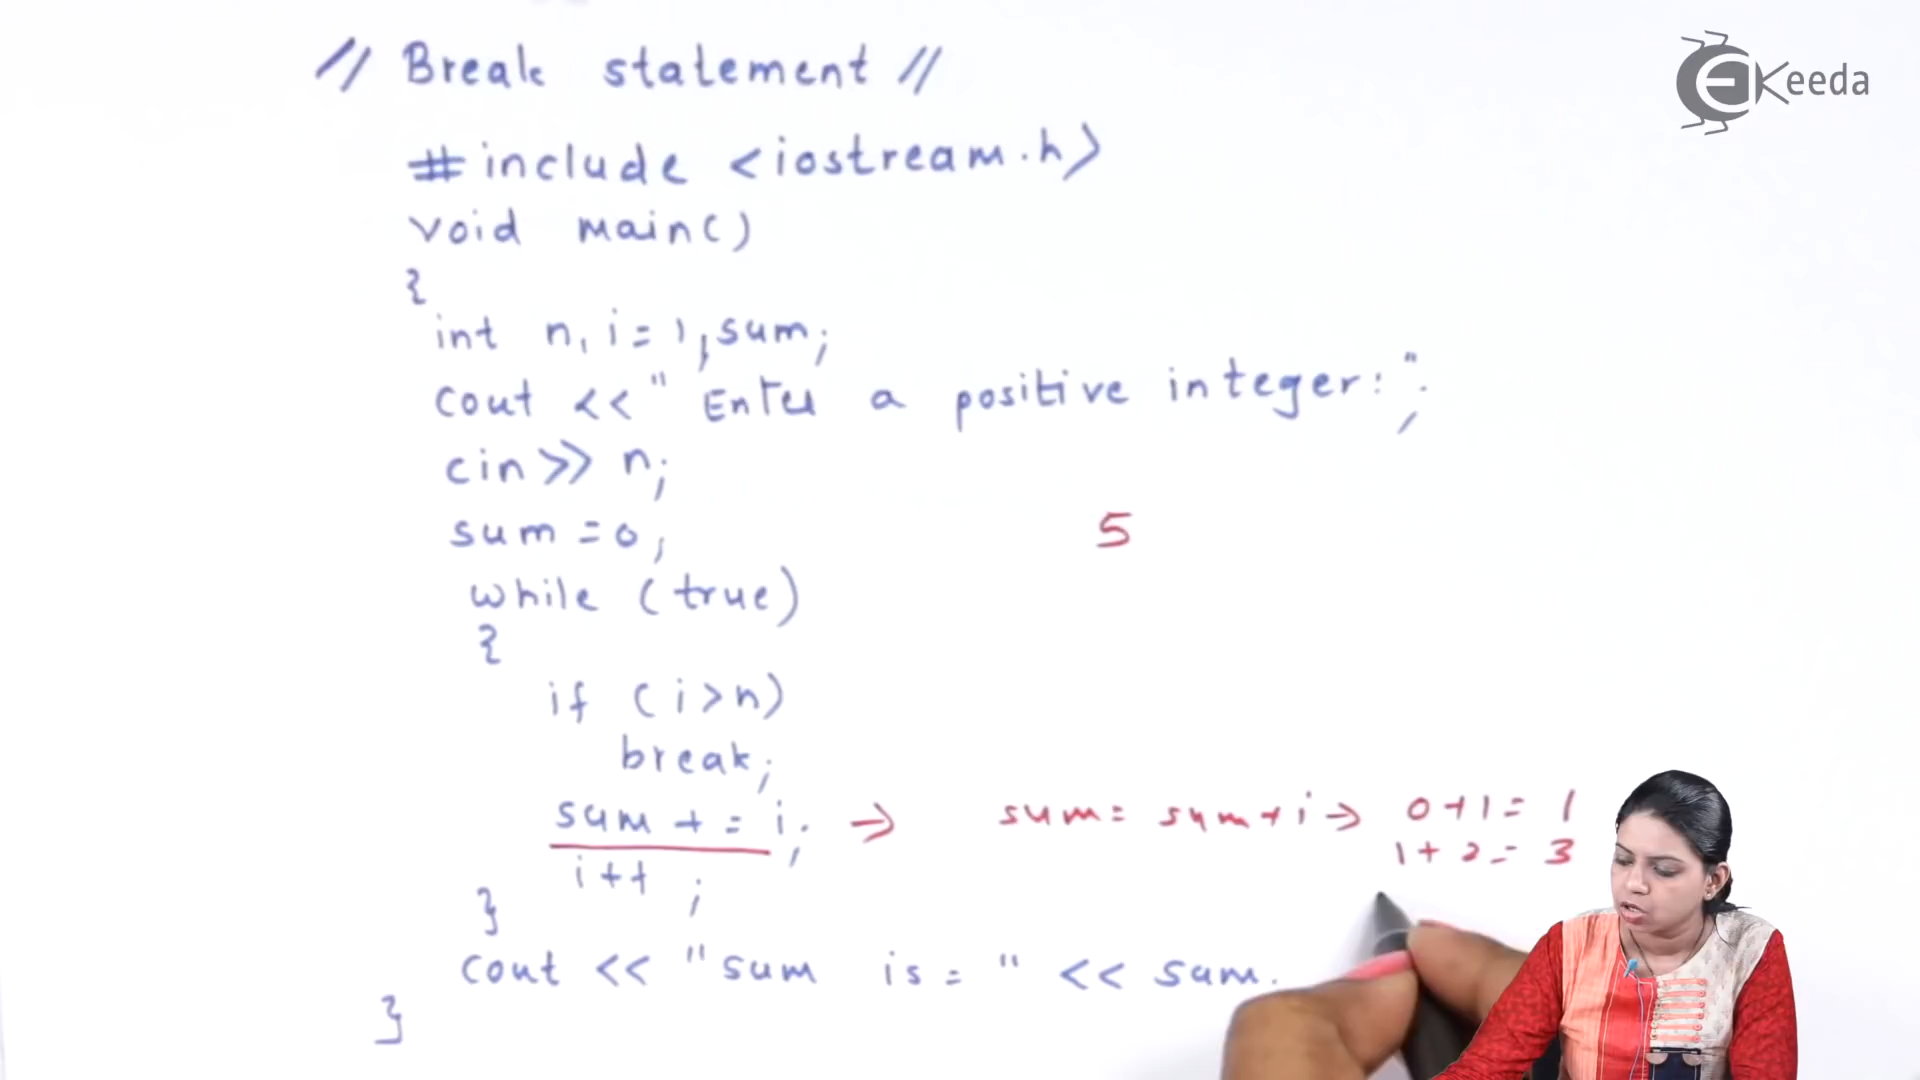 // Break statement //
#include <iostream.h>
void main()
{
int n, i=1, sum;
cout << "Enter a positive integer:";
cin >> n;
sum = 0;
while (true)
{
if (i>n)
break;
sum += i;
i++;
}
cout << "sum is = " << sum.
}
5
→ sum = sum+i → 0+1= 1
1+2= 3
EKeeda